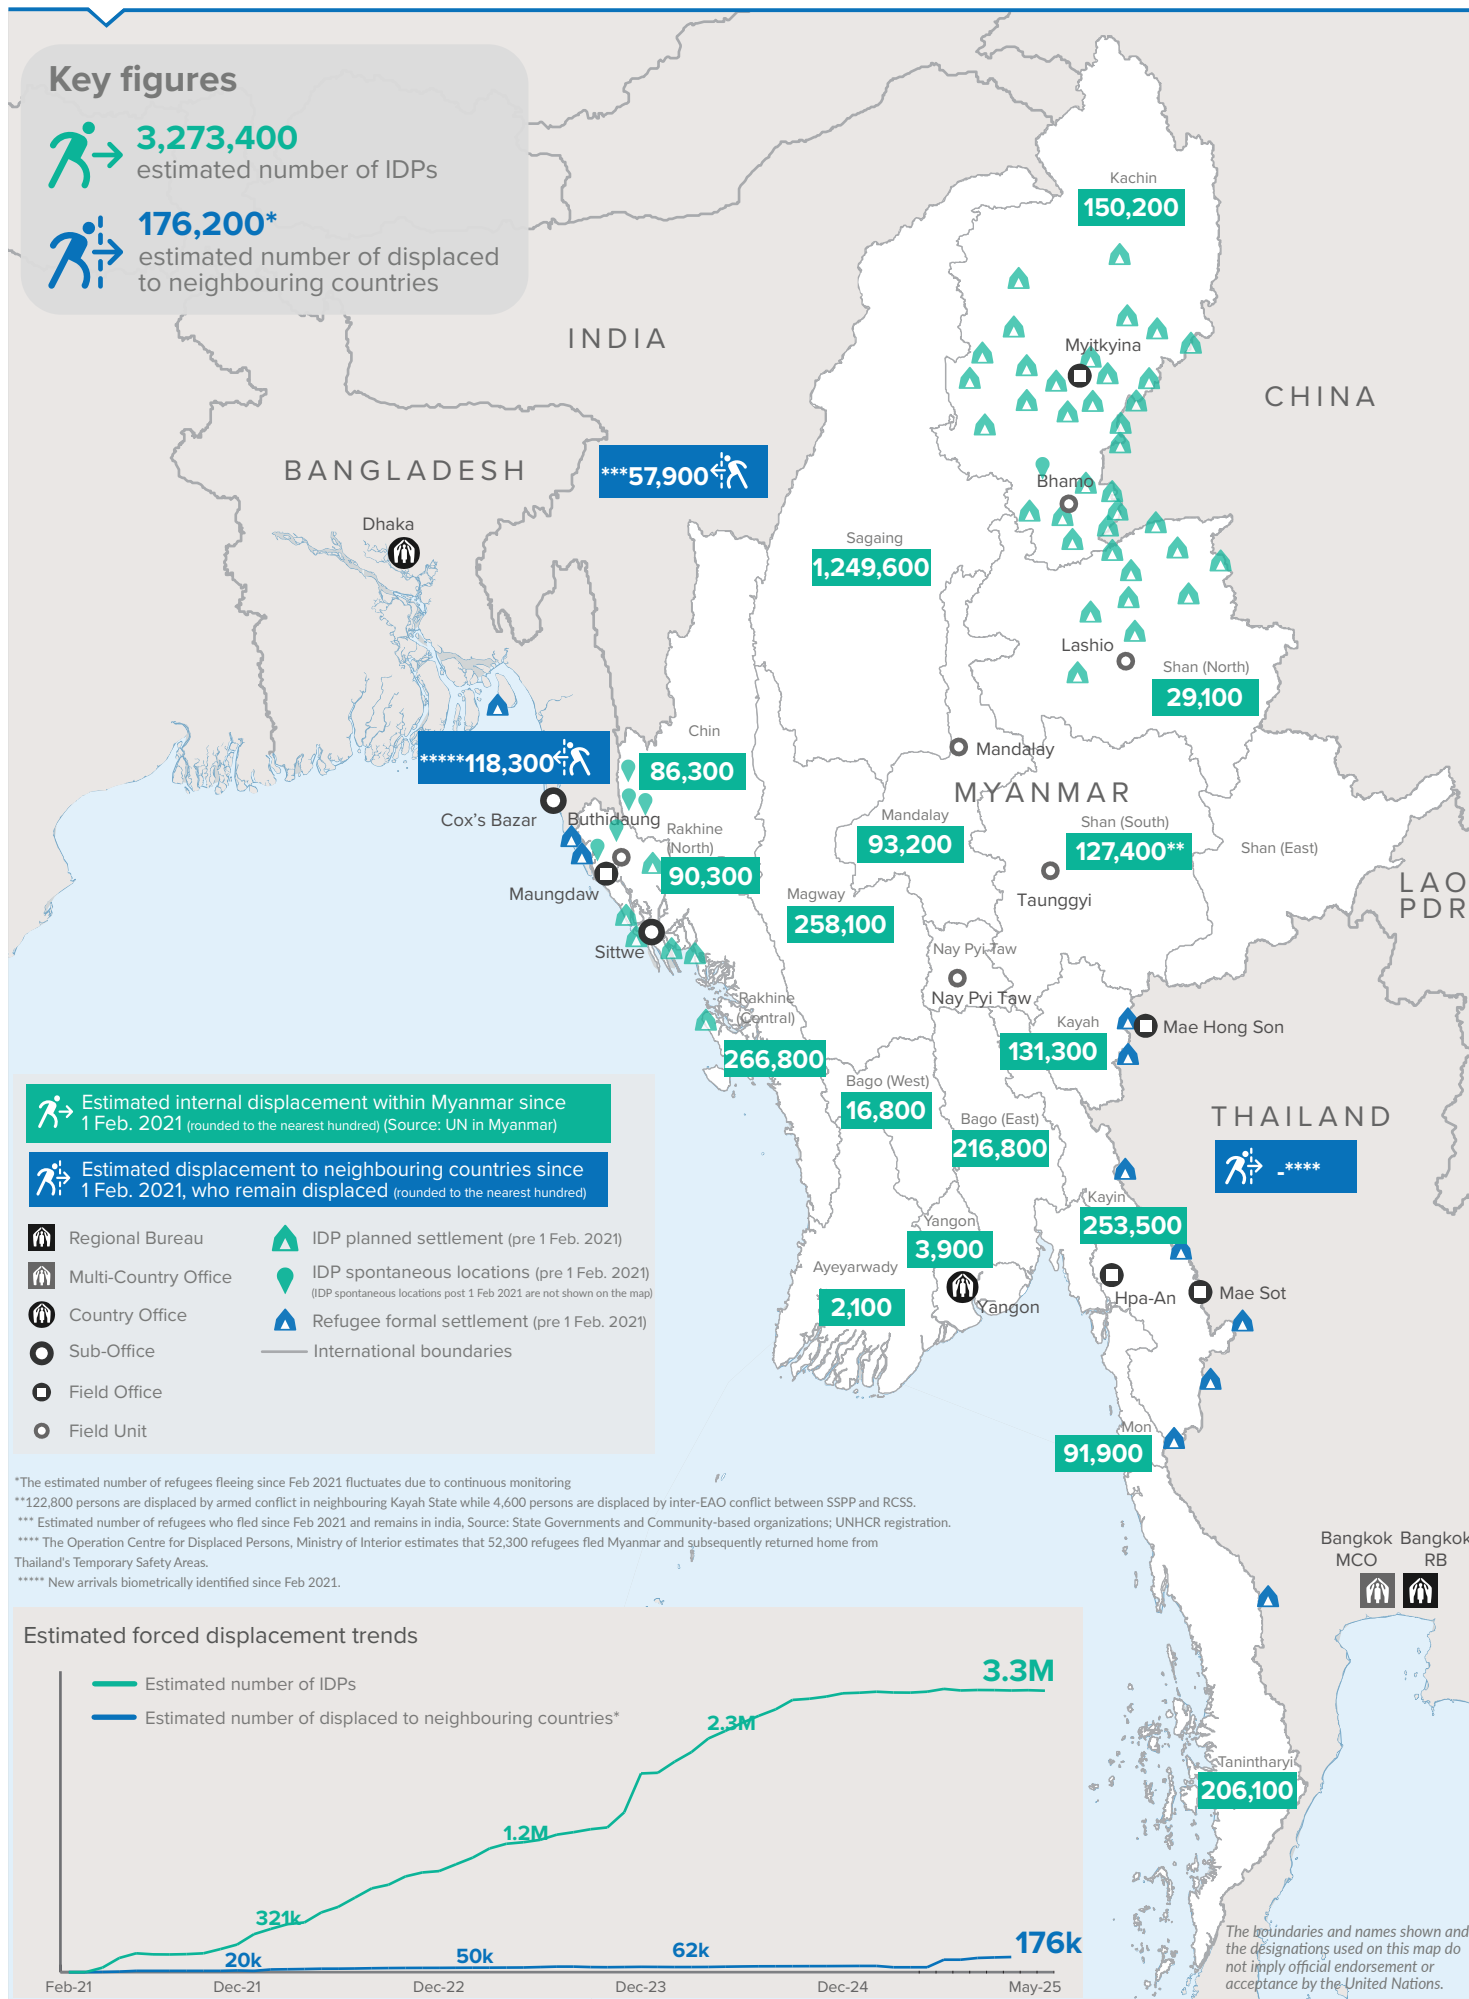 Key figures
3,273,400
estimated number of IDPs
176,200*
estimated number of displaced
to neighbouring countries
INDIA
CHINA
BANGLADESH
Dhaka
***57,900
Kachin
150,200
Myitkyina
Bhamo
Sagaing
1,249,600
Lashio
Shan (North)
29,100
Chin
86,300
*****118,300
Cox's Bazar
Buthidaung
Rakhine
(North)
90,300
Maungdaw
Sittwe
Mandalay
MYANMAR
Mandalay
93,200
Shan (South)
127,400**
Shan (East)
Taunggyi
LAO
PDR
Magway
258,100
Nay Pyi Taw
Nay Pyi Taw
Rakhine
(Central)
266,800
Kayah
131,300
Mae Hong Son
Bago (West)
16,800
Bago (East)
216,800
THAILAND
-****
Kayin
253,500
Yangon
3,900
Yangon
Ayeyarwady
2,100
Hpa-An
Mae Sot
Mon
91,900
Bangkok
MCO
Bangkok
RB
Tanintharyi
206,100
Estimated internal displacement within Myanmar since
1 Feb. 2021 (rounded to the nearest hundred) (Source: UN in Myanmar)
Estimated displacement to neighbouring countries since
1 Feb. 2021, who remain displaced (rounded to the nearest hundred)
Regional Bureau
Multi-Country Office
Country Office
Sub-Office
Field Office
Field Unit
IDP planned settlement (pre 1 Feb. 2021)
IDP spontaneous locations (pre 1 Feb. 2021)
(IDP spontaneous locations post 1 Feb 2021 are not shown on the map)
Refugee formal settlement (pre 1 Feb. 2021)
International boundaries
*The estimated number of refugees fleeing since Feb 2021 fluctuates due to continuous monitoring
**122,800 persons are displaced by armed conflict in neighbouring Kayah State while 4,600 persons are displaced by inter-EAO conflict between SSPP and RCSS.
*** Estimated number of refugees who fled since Feb 2021 and remains in india, Source: State Governments and Community-based organizations; UNHCR registration.
**** The Operation Centre for Displaced Persons, Ministry of Interior estimates that 52,300 refugees fled Myanmar and subsequently returned home from
Thailand's Temporary Safety Areas.
***** New arrivals biometrically identified since Feb 2021.
Estimated forced displacement trends
Estimated number of IDPs
Estimated number of displaced to neighbouring countries*
3.3M
2.3M
1.2M
321k
20k
50k
62k
176k
Feb-21
Dec-21
Dec-22
Dec-23
Dec-24
May-25
The boundaries and names shown and
the designations used on this map do
not imply official endorsement or
acceptance by the United Nations.